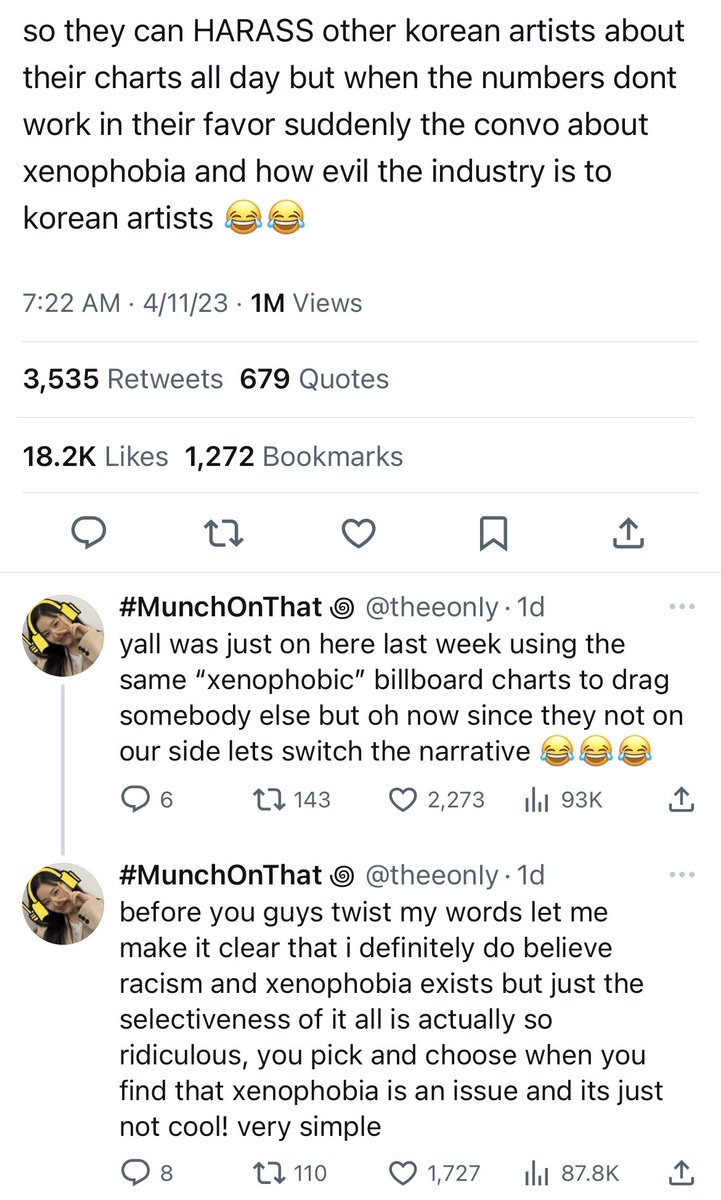 so they can HARASS other korean artists about
their charts all day but when the numbers dont
work in their favor suddenly the convo about
xenophobia and how evil the industry is to
korean artists 😂😂
7:22 AM · 4/11/23 · 1M Views
3,535 Retweets 679 Quotes
18.2K Likes 1,272 Bookmarks
#MunchOnThat @theeonly · 1d
yall was just on here last week using the
same “xenophobic” billboard charts to drag
somebody else but oh now since they not on
our side lets switch the narrative 😂😂😂
6 143 2,273 93K
#MunchOnThat @theeonly · 1d
before you guys twist my words let me
make it clear that i definitely do believe
racism and xenophobia exists but just the
selectiveness of it all is actually so
ridiculous, you pick and choose when you
find that xenophobia is an issue and its just
not cool! very simple
8 110 1,727 87.8K